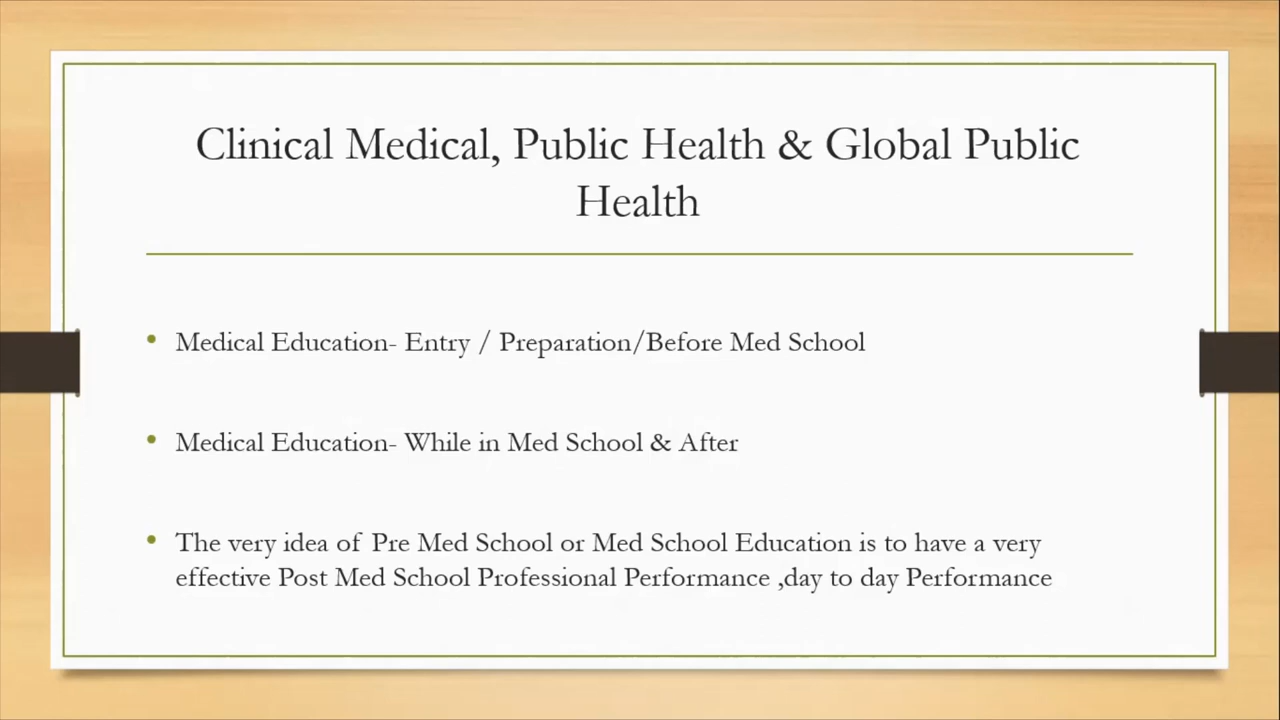 Clinical Medical, Public Health & Global Public
Health
• Medical Education- Entry / Preparation/Before Med School
• Medical Education- While in Med School & After
• The very idea of Pre Med School or Med School Education is to have a very
effective Post Med School Professional Performance ,day to day Performance